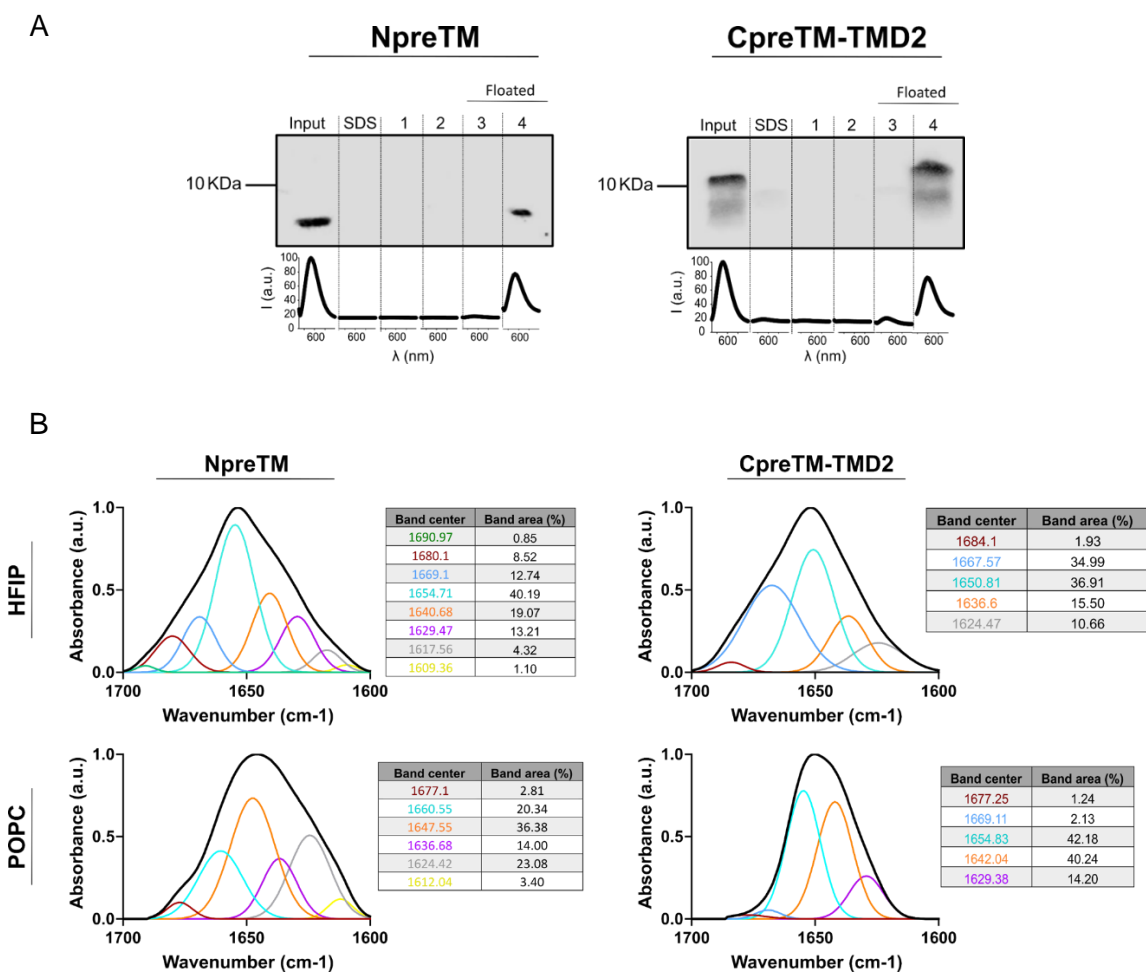 A
NpreTM
CpreTM-TMD2
Floated
Floated
Input SDS 1 2 3 4
Input SDS 1 2 3 4
10 KDa
10 KDa
I (a.u.)
100
80
60
40
20
0
600 600 600 600 600 600
λ (nm)
I (a.u.)
100
80
60
40
20
0
600 600 600 600 600 600
λ (nm)
B
NpreTM
CpreTM-TMD2
HFIP
Absorbance (a.u.)
1.0
0.5
0.0
1700 1650 1600
Wavenumber (cm-1)
Band center Band area (%)
1690.97 0.85
1680.1 8.52
1669.1 12.74
1654.71 40.19
1640.68 19.07
1629.47 13.21
1617.56 4.32
1609.36 1.10
Absorbance (a.u.)
1.0
0.5
0.0
1700 1650 1600
Wavenumber (cm-1)
Band center Band area (%)
1684.1 1.93
1667.57 34.99
1650.81 36.91
1636.6 15.50
1624.47 10.66
POPC
Absorbance (a.u.)
1.0
0.5
0.0
1700 1650 1600
Wavenumber (cm-1)
Band center Band area (%)
1677.1 2.81
1660.55 20.34
1647.55 36.38
1636.68 14.00
1624.42 23.08
1612.04 3.40
Absorbance (a.u.)
1.0
0.5
0.0
1700 1650 1600
Wavenumber (cm-1)
Band center Band area (%)
1677.25 1.24
1669.11 2.13
1654.83 42.18
1642.04 40.24
1629.38 14.20